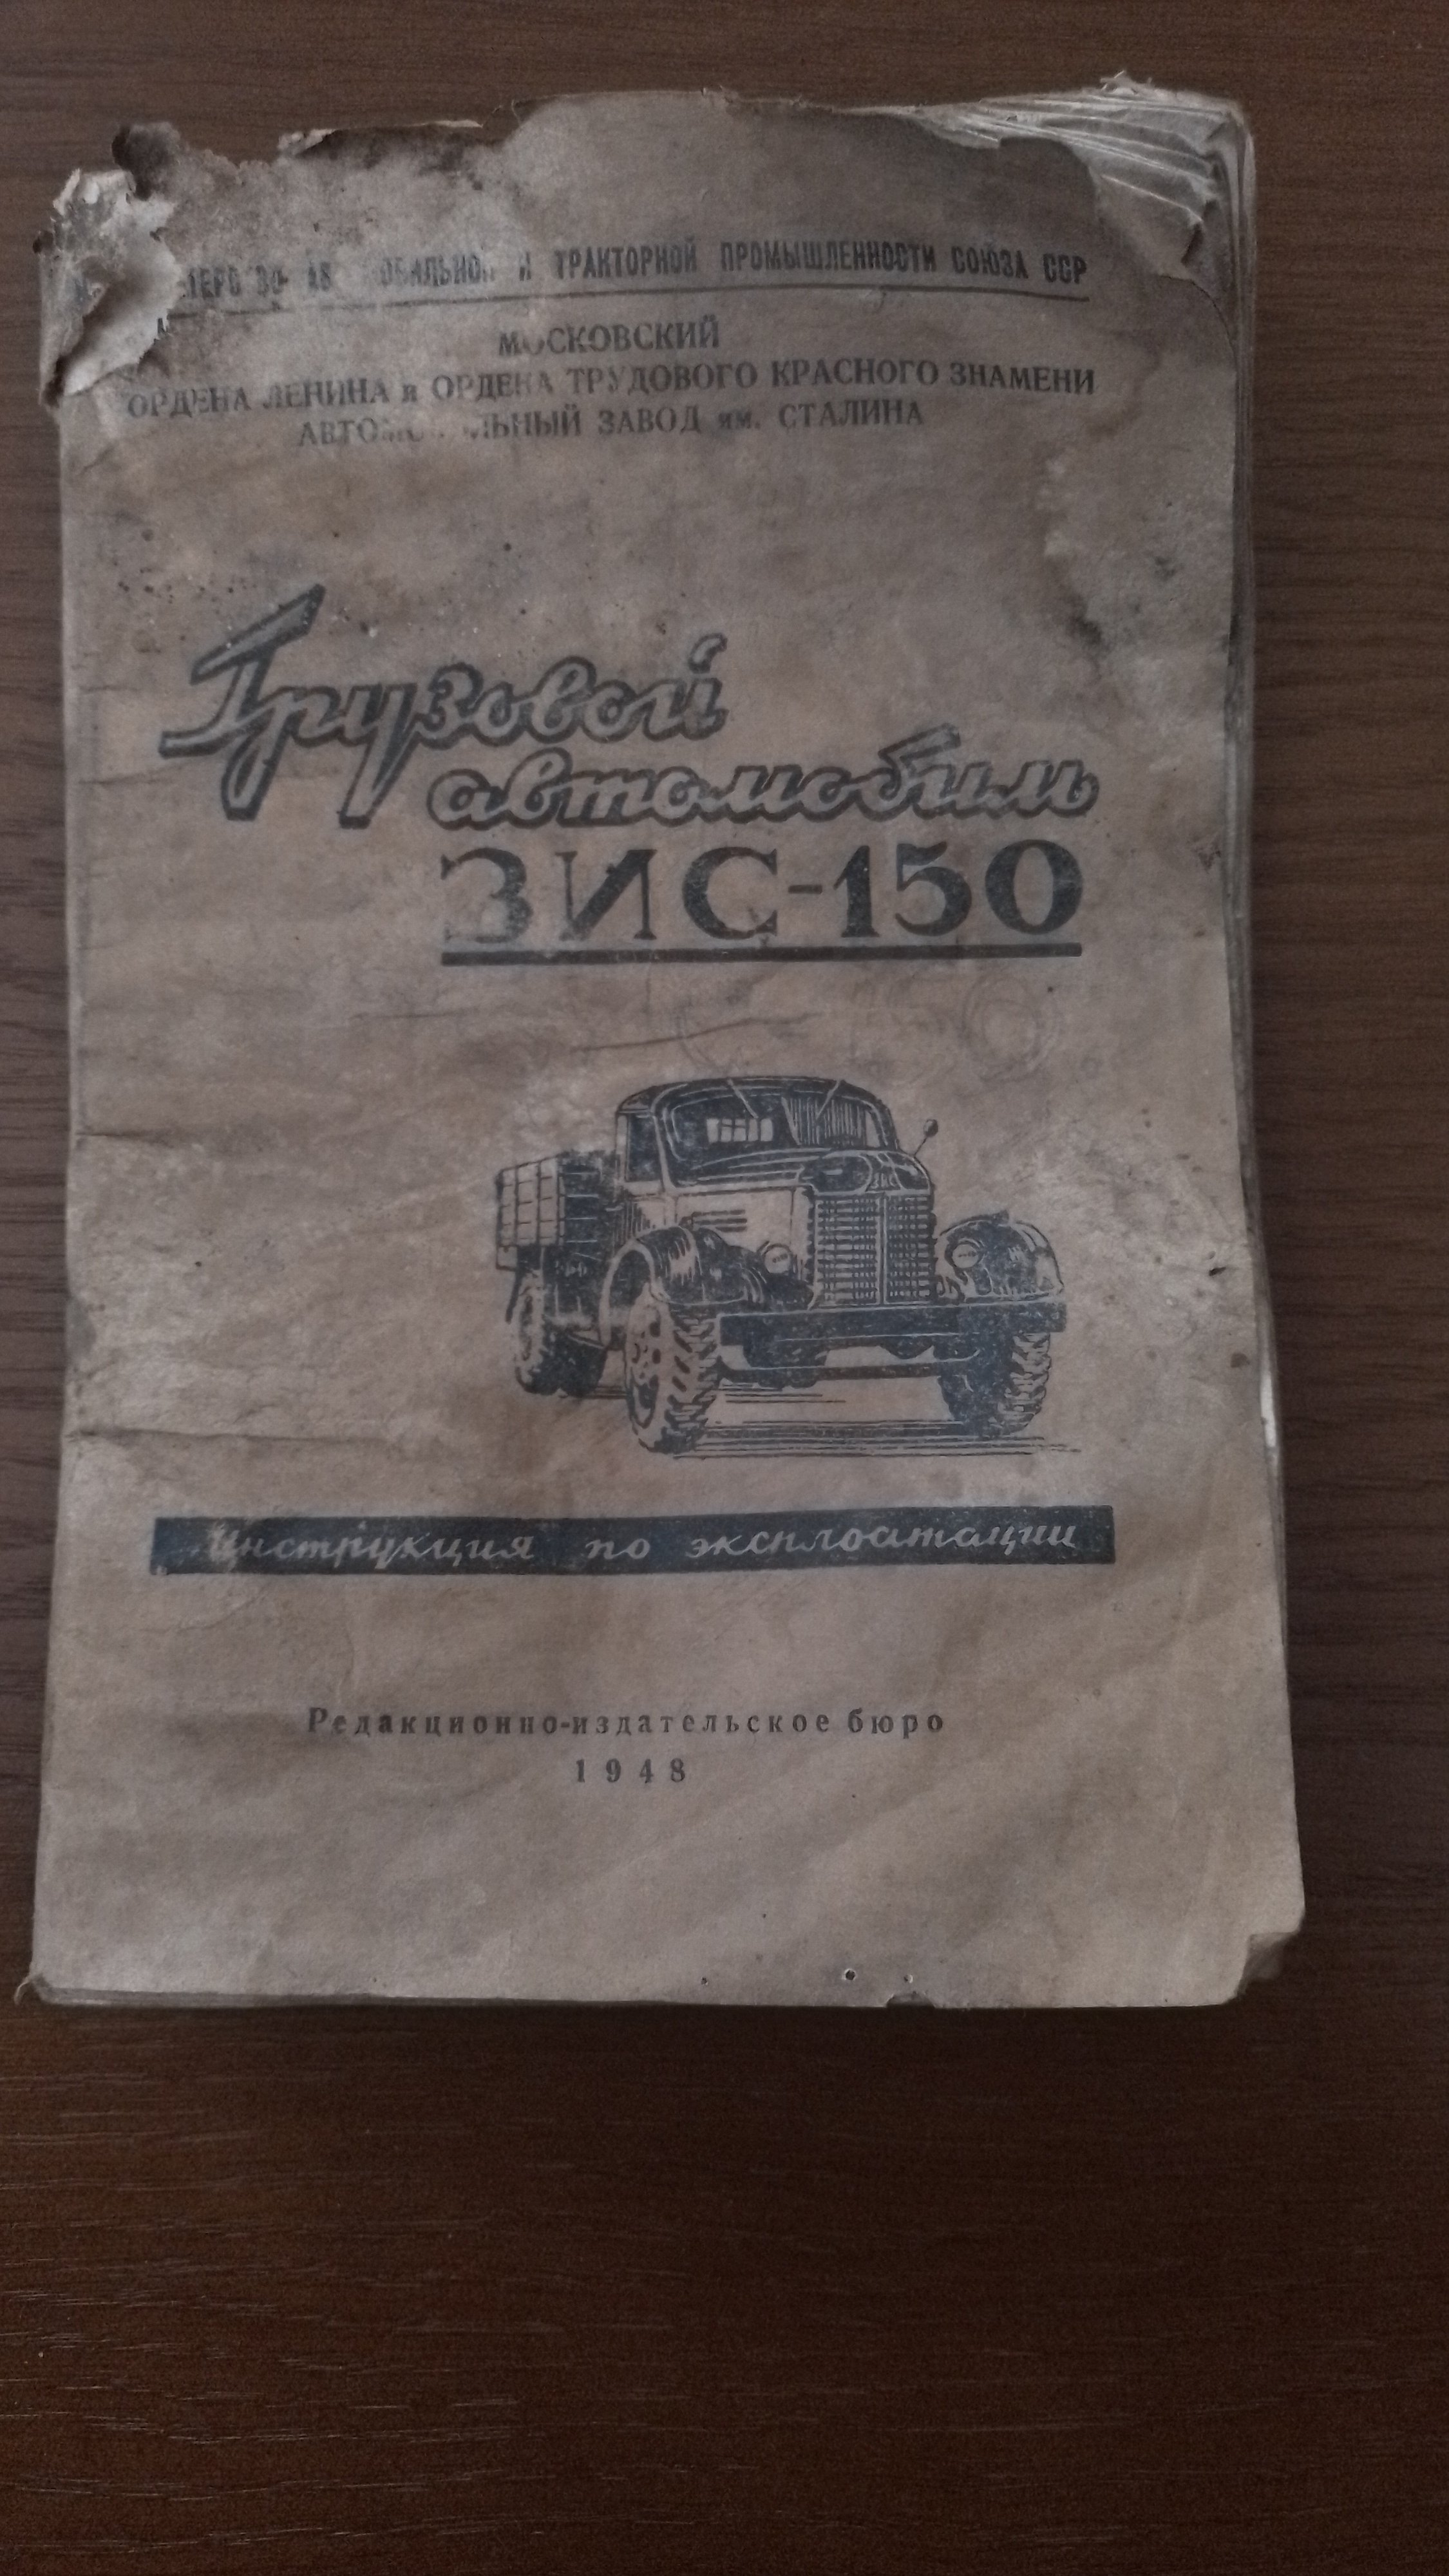 И ТРАКТОРНОЙ ПРОМЫШЛЕННОСТИ СОЮЗА ССР
МОСКОВСКИЙ
ОРДЕНА ЛЕНИНА и ОРДЕНА ТРУДОВОГО КРАСНОГО ЗНАМЕНИ
АВТОМОБИЛЬНЫЙ ЗАВОД им. СТАЛИНА
Грузовой
автомобиль
ЗИС-150
ЗИС
Инструкция по эксплоатации
Редакционно-издательское бюро
1948